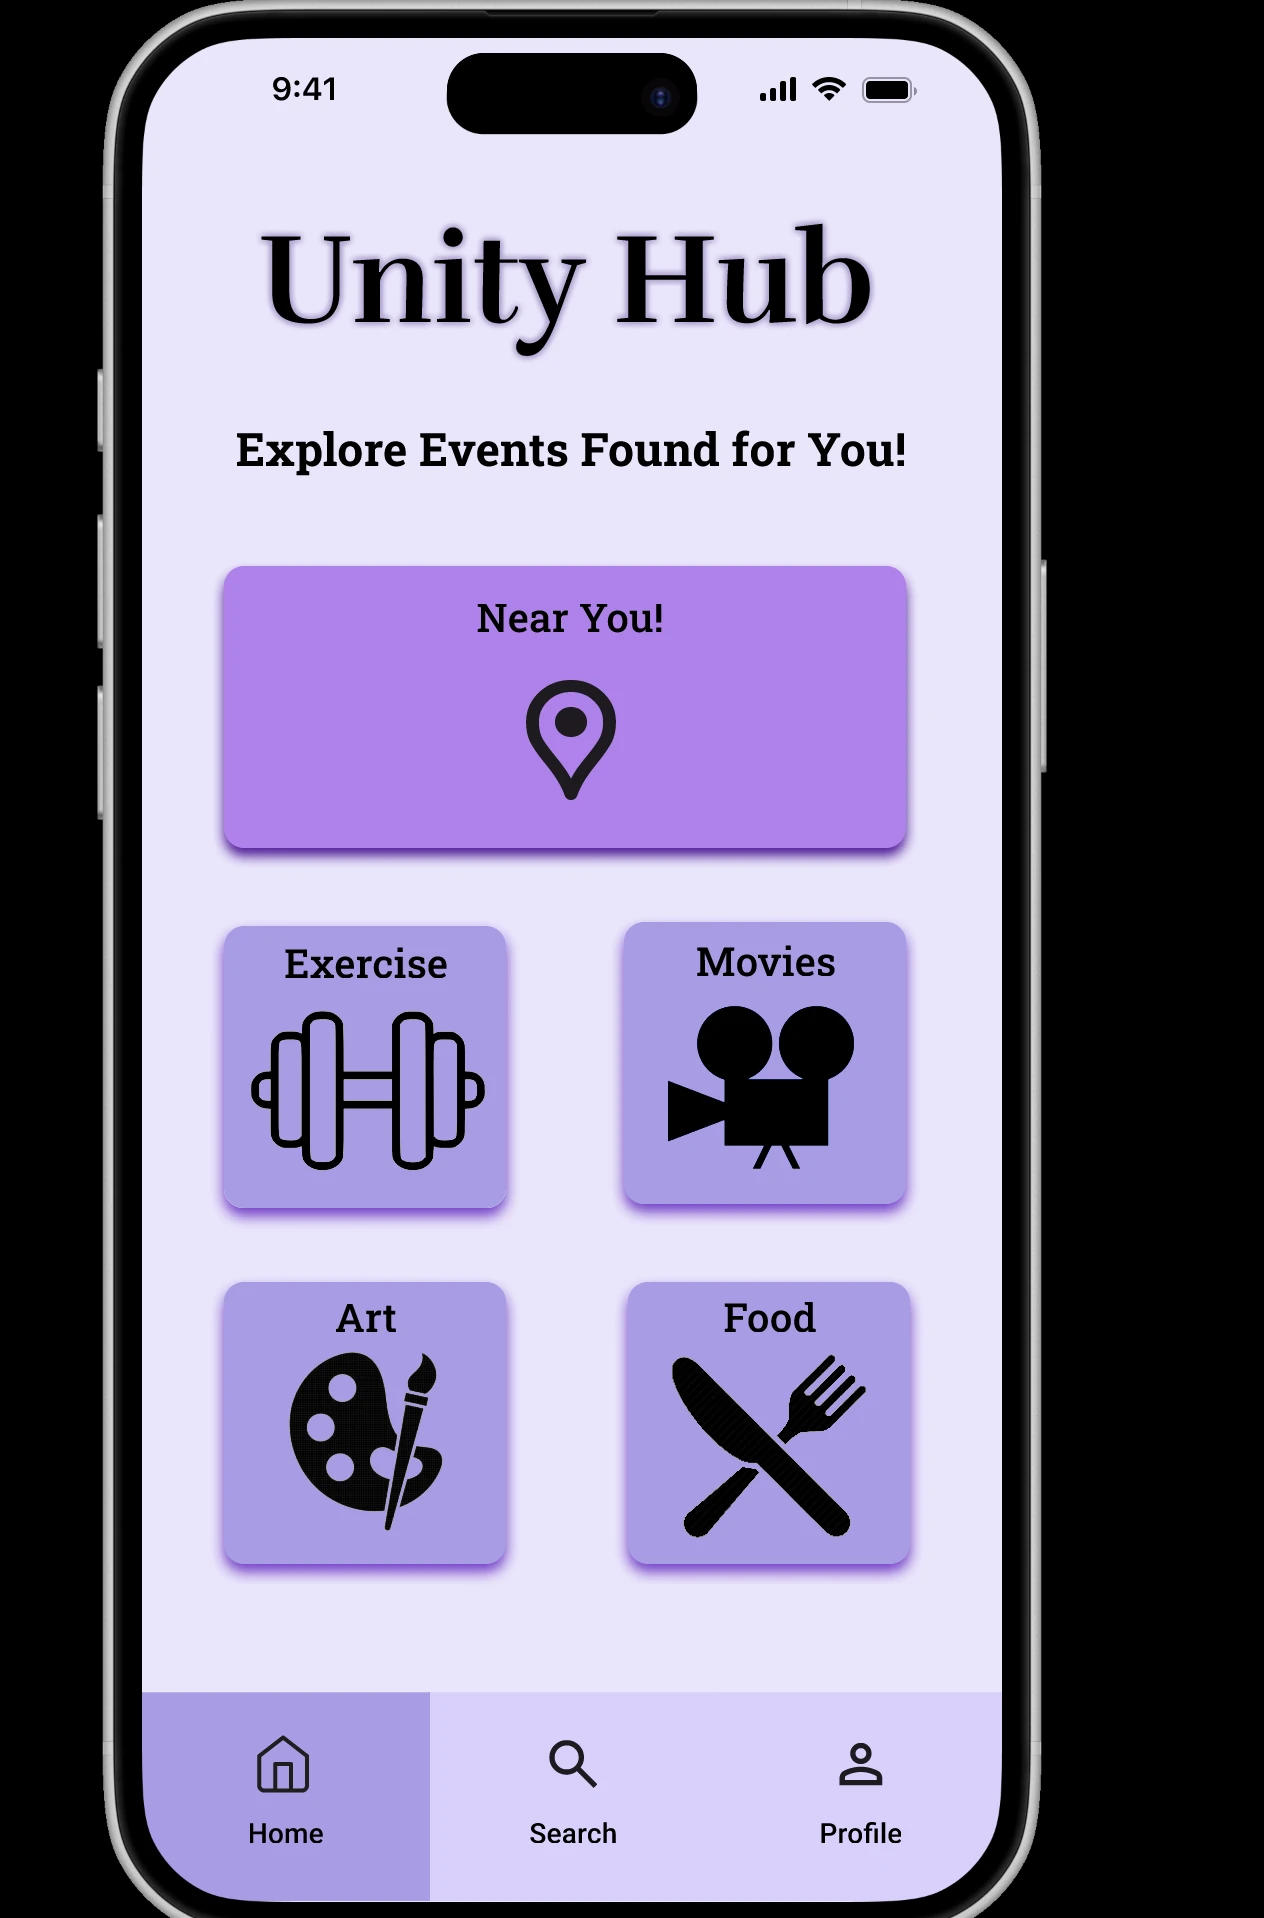 9:41
Unity Hub
Explore Events Found for You!
Near You!
Exercise
Movies
Art
Food
Home
Search
Profile